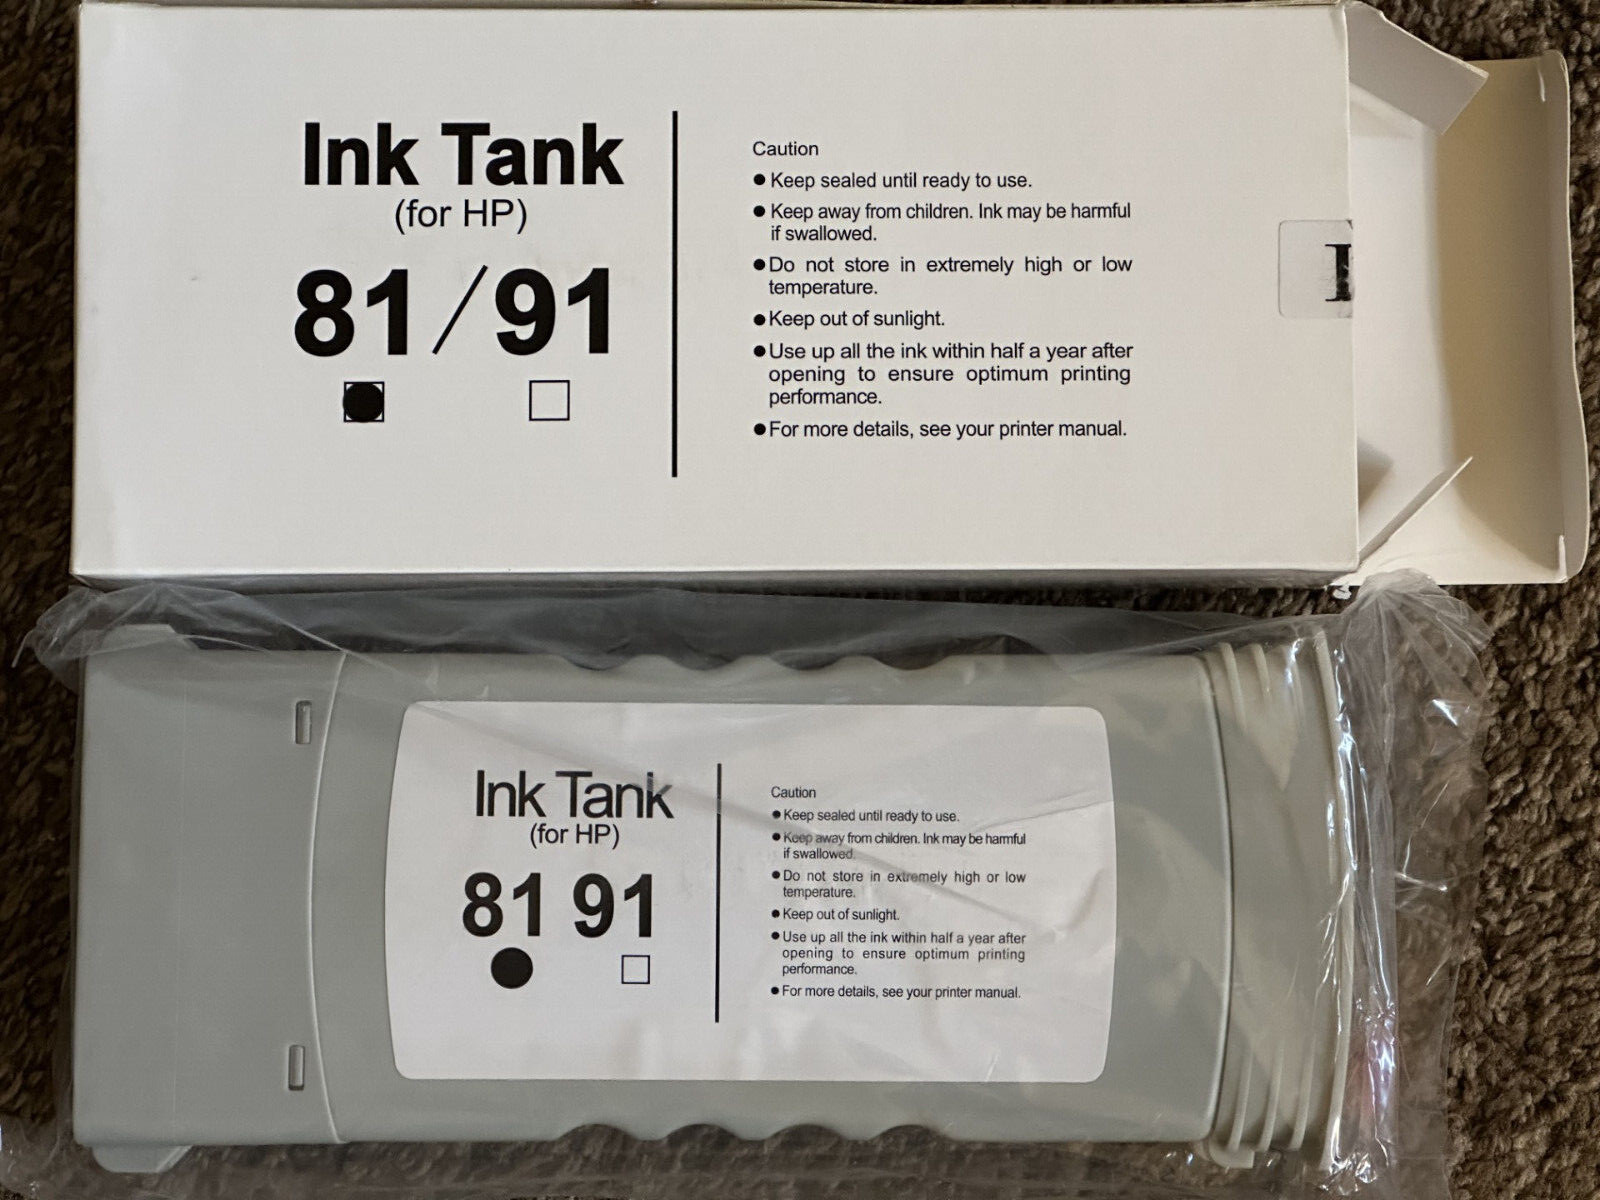 Ink Tank
(for HP)
81/91
Caution
● Keep sealed until ready to use.
● Keep away from children. Ink may be harmful
if swallowed.
● Do not store in extremely high or low
temperature.
● Keep out of sunlight.
● Use up all the ink within half a year after
opening to ensure optimum printing
performance.
● For more details, see your printer manual.
Ink Tank
(for HP)
81 91
Caution
● Keep sealed until ready to use.
● Keep away from children. Ink may be harmful
if swallowed.
● Do not store in extremely high or low
temperature.
● Keep out of sunlight.
● Use up all the ink within half a year after
opening to ensure optimum printing
performance.
● For more details, see your printer manual.